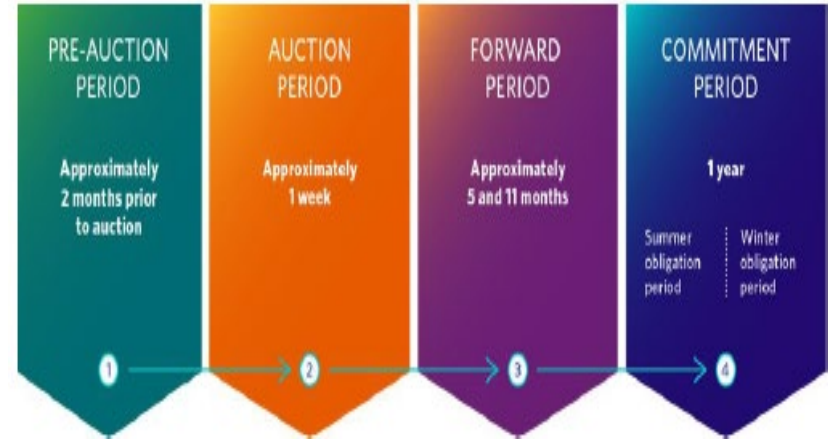 PRE-AUCTION
PERIOD
Approximately
2 months prior
to auction
1
AUCTION
PERIOD
Approximately
1 week
2
FORWARD
PERIOD
Approximately
5 and 11 months
3
COMMITMENT
PERIOD
1 year
Summer
obligation
period
Winter
obligation
period
4